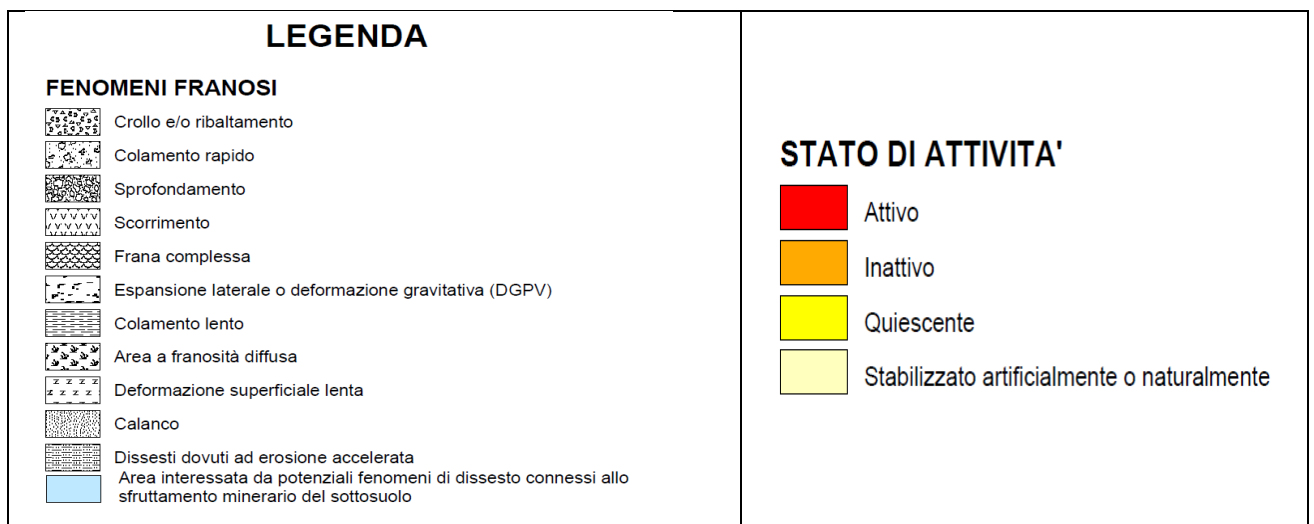 LEGENDA
FENOMENI FRANOSI
Crollo e/o ribaltamento
Colamento rapido
Sprofondamento
Scorrimento
Frana complessa
Espansione laterale o deformazione gravitativa (DGPV)
Colamento lento
Area a franosità diffusa
Deformazione superficiale lenta
Calanco
Dissesti dovuti ad erosione accelerata
Area interessata da potenziali fenomeni di dissesto connessi allo
sfruttamento minerario del sottosuolo
STATO DI ATTIVITA'
Attivo
Inattivo
Quiescente
Stabilizzato artificialmente o naturalmente